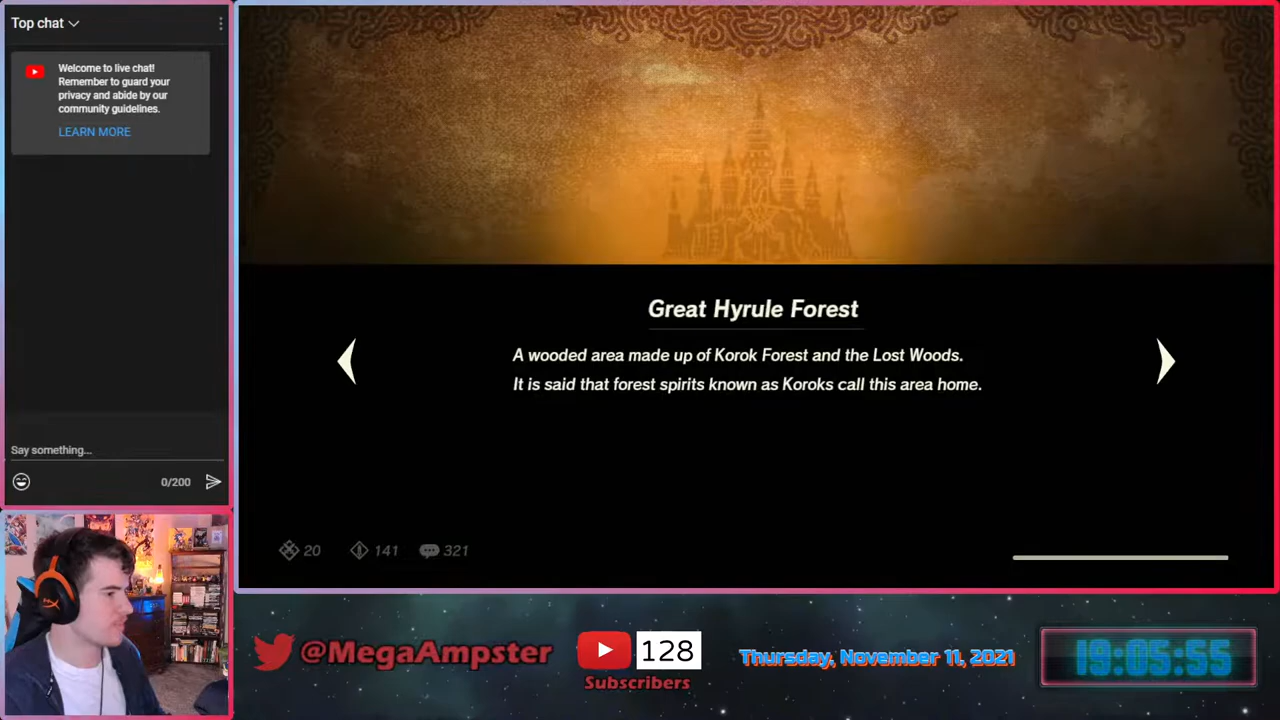 Top chat
Welcome to live chat!
Remember to guard your
privacy and abide by our
community guidelines.
LEARN MORE
Say something...
0/200
Great Hyrule Forest
A wooded area made up of Korok Forest and the Lost Woods.
It is said that forest spirits known as Koroks call this area home.
20
141
321
@MegaAmpster
128
Subscribers
Thursday, November 11, 2021
19:05:55